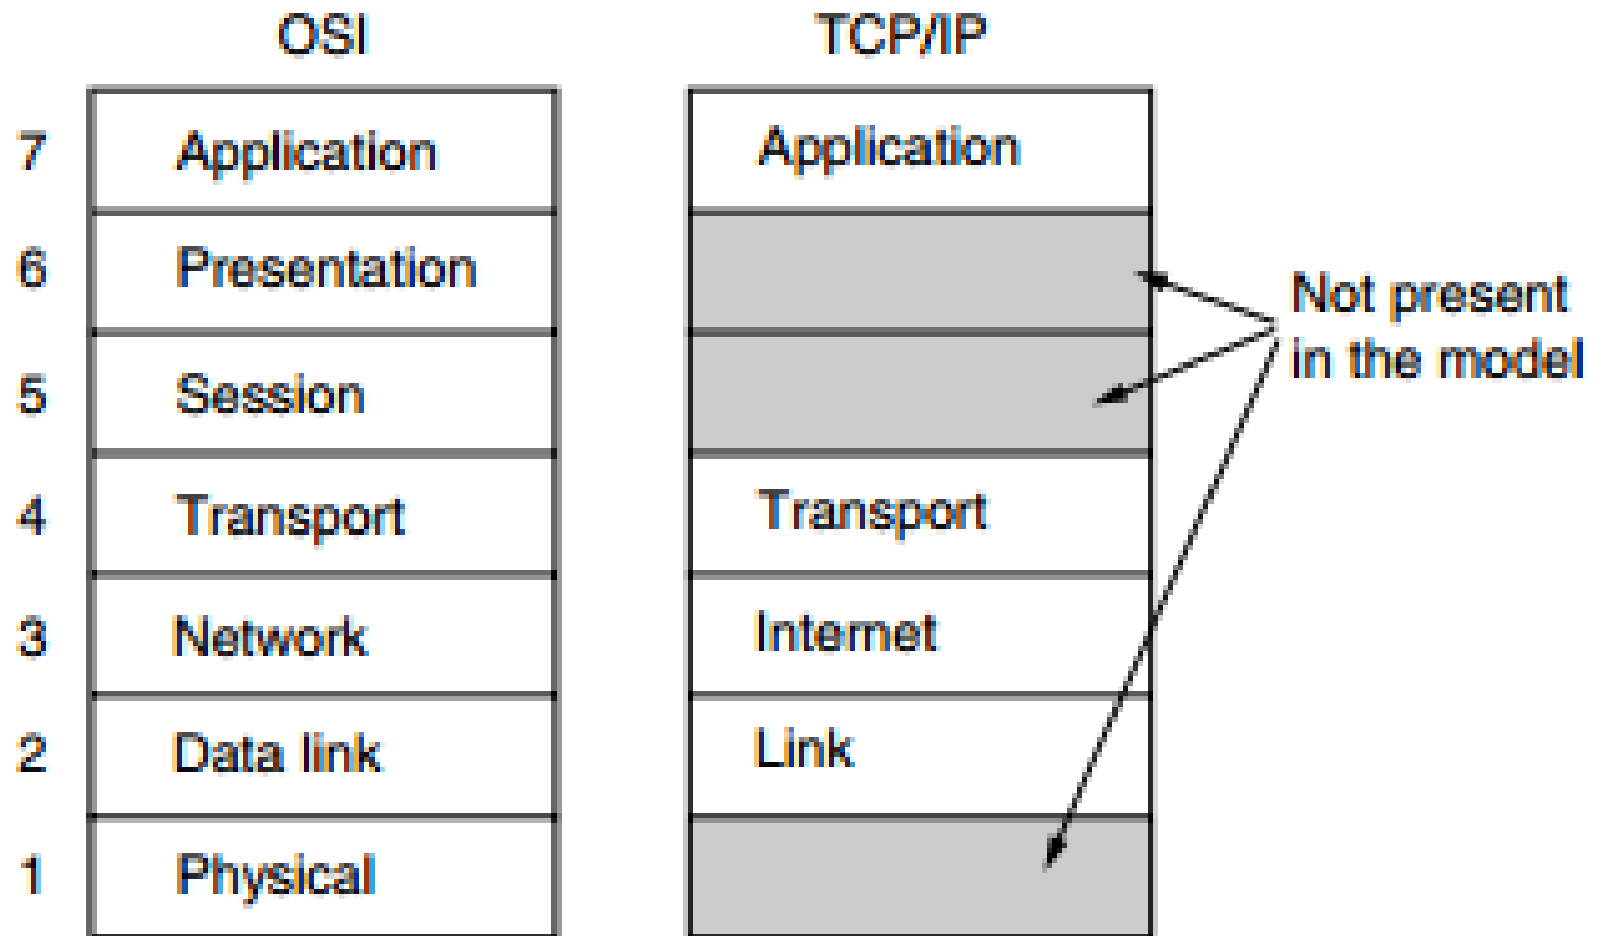 OSI TCP/IP
7 Application Application
6 Presentation
Not present
in the model
5 Session
4 Transport Transport
3 Network Internet
2 Data link Link
1 Physical